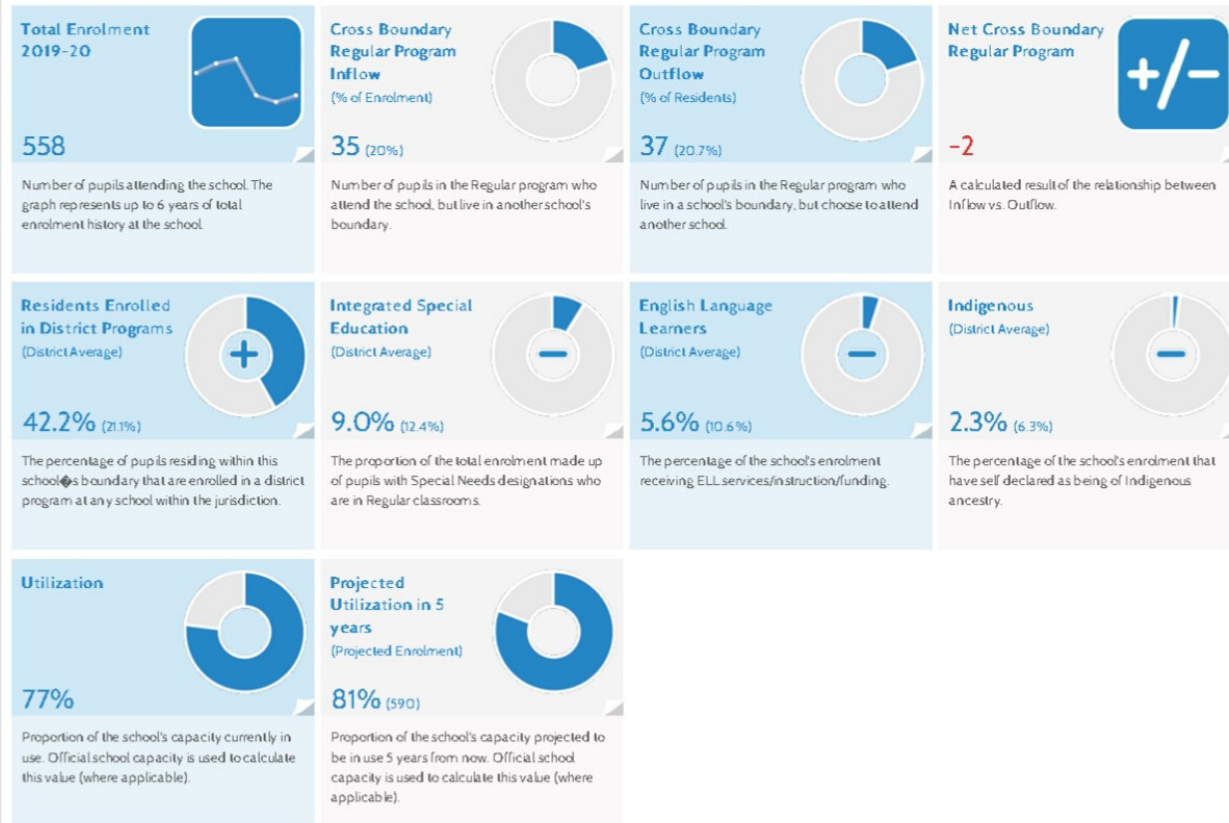 Total Enrolment
2019-20
558
Number of pupils attending the school. The
graph represents up to 6 years of total
enrolment history at the school.
Cross Boundary
Regular Program
Inflow
(% of Enrolment)
35 (20%)
Number of pupils in the Regular program who
attend the school, but live in another school's
boundary.
Cross Boundary
Regular Program
Outflow
(% of Residents)
37 (20.7%)
Number of pupils in the Regular program who
live in a school's boundary, but choose to attend
another school.
Net Cross Boundary
Regular Program
+/-
-2
A calculated result of the relationship between
Inflow vs. Outflow.
Residents Enrolled
in District Programs
(District Average)
+
42.2% (21.1%)
The percentage of pupils residing within this
school�s boundary that are enrolled in a district
program at any school within the jurisdiction.
Integrated Special
Education
(District Average)
-
9.0% (12.4%)
The proportion of the total enrolment made up
of pupils with Special Needs designations who
are in Regular classrooms.
English Language
Learners
(District Average)
-
5.6% (10.6%)
The percentage of the school's enrolment
receiving ELL services/instruction/funding.
Indigenous
(District Average)
-
2.3% (6.3%)
The percentage of the school's enrolment that
have self declared as being of Indigenous
ancestry.
Utilization
77%
Proportion of the school's capacity currently in
use. Official school capacity is used to calculate
this value (where applicable).
Projected
Utilization in 5
years
(Projected Enrolment)
81% (590)
Proportion of the school's capacity projected to
be in use 5 years from now. Official school
capacity is used to calculate this value (where
applicable).